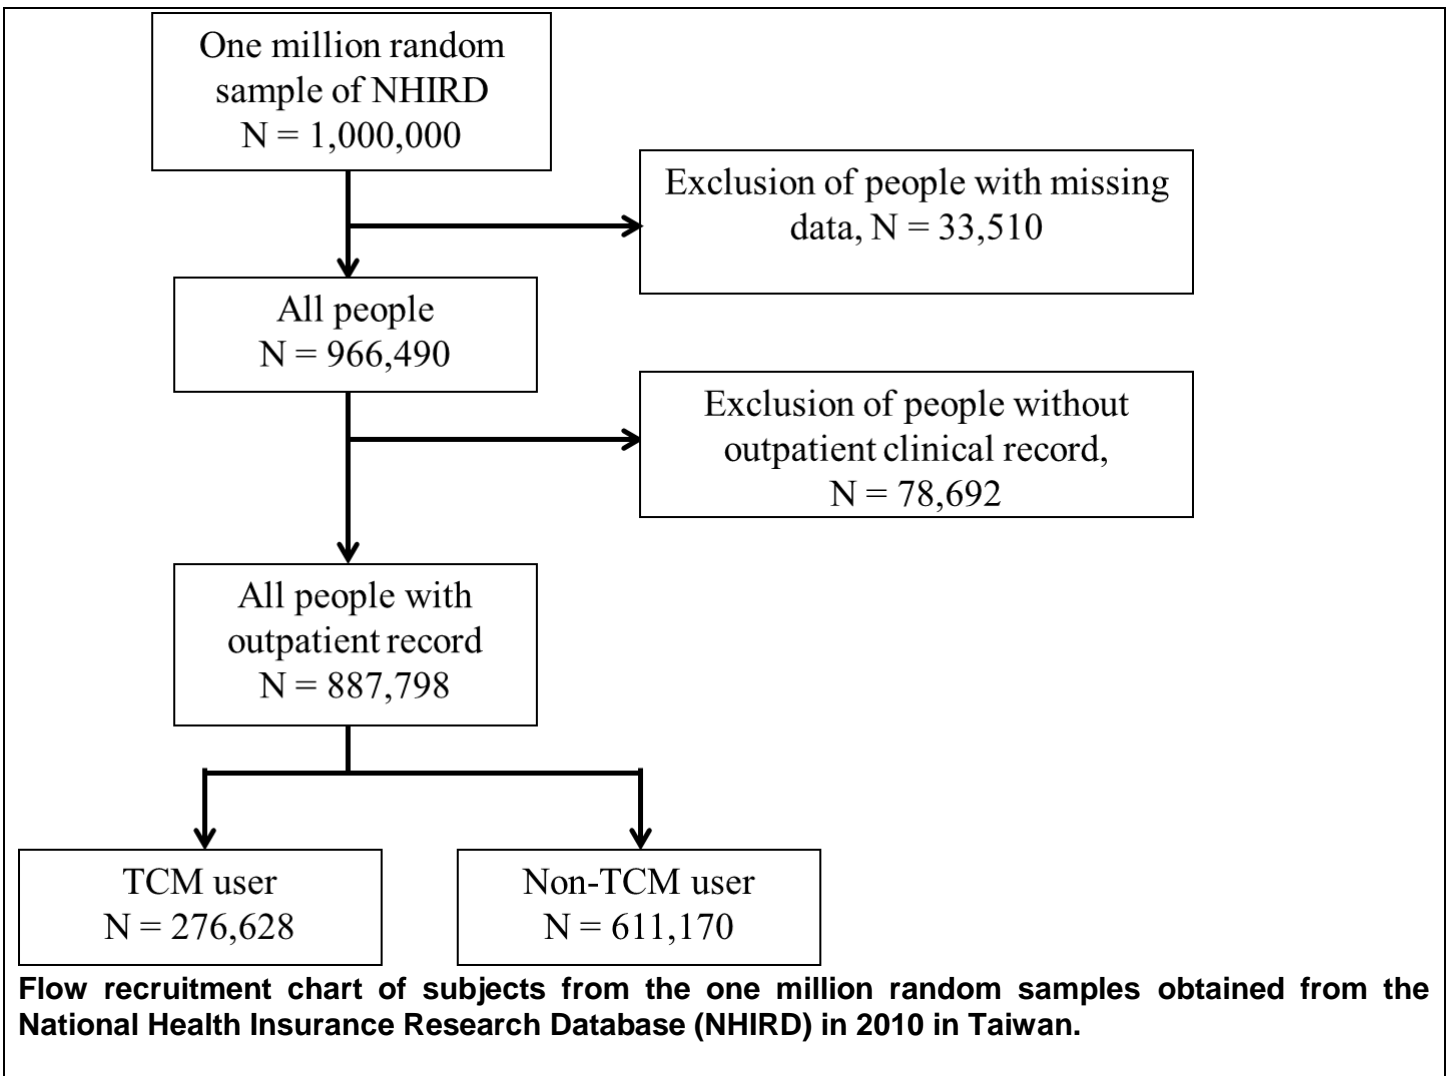 One million random
sample of NHIRD
N = 1,000,000
Exclusion of people with missing
data, N = 33,510
All people
N = 966,490
Exclusion of people without
outpatient clinical record,
N = 78,692
All people with
outpatient record
N = 887,798
TCM user
N = 276,628
Non-TCM user
N = 611,170
Flow recruitment chart of subjects from the one million random samples obtained from the
National Health Insurance Research Database (NHIRD) in 2010 in Taiwan.